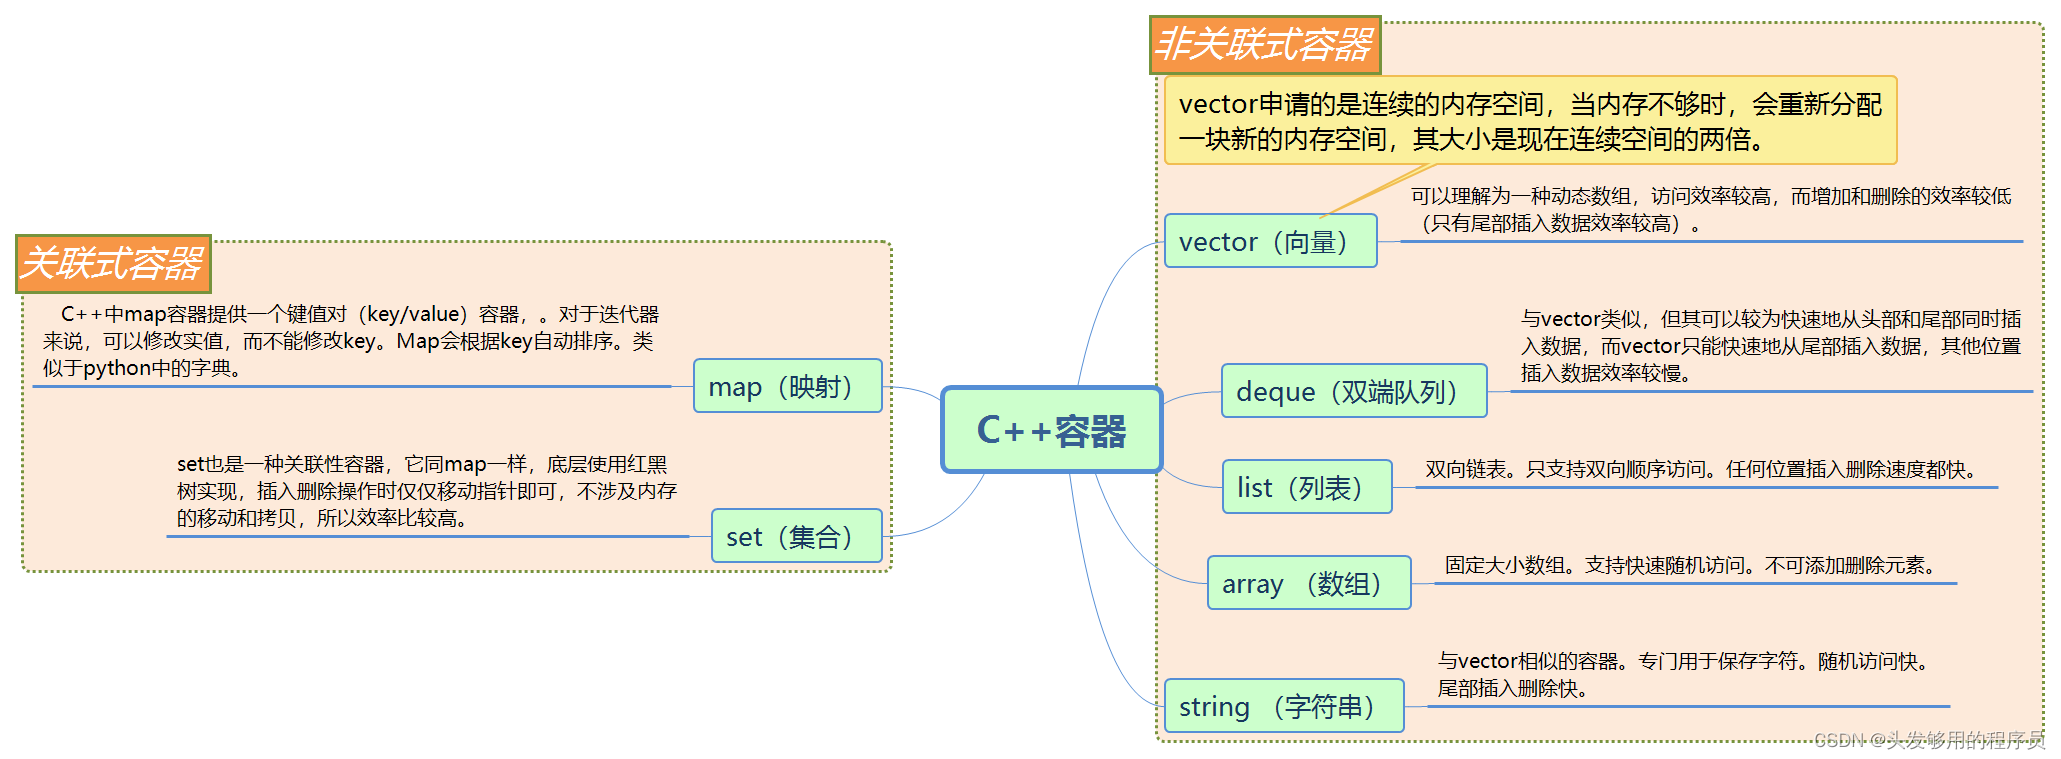 关联式容器
C++中map容器提供一个键值对（key/value）容器，。对于迭代器
来说，可以修改实值，而不能修改key。Map会根据key自动排序。类
似于python中的字典。
map（映射）
set也是一种关联性容器，它同map一样，底层使用红黑
树实现，插入删除操作时仅仅移动指针即可，不涉及内存
的移动和拷贝，所以效率比较高。
set（集合）
C++容器
非关联式容器
vector申请的是连续的内存空间，当内存不够时，会重新分配
一块新的内存空间，其大小是现在连续空间的两倍。
vector（向量）
可以理解为一种动态数组，访问效率较高，而增加和删除的效率较低
（只有尾部插入数据效率较高）。
deque（双端队列）
与vector类似，但其可以较为快速地从头部和尾部同时插
入数据，而vector只能快速地从尾部插入数据，其他位置
插入数据效率较慢。
list（列表）
双向链表。只支持双向顺序访问。任何位置插入删除速度都快。
array （数组）
固定大小数组。支持快速随机访问。不可添加删除元素。
string （字符串）
与vector相似的容器。专门用于保存字符。随机访问快。
尾部插入删除快。
CSDN @头发够用的程序员